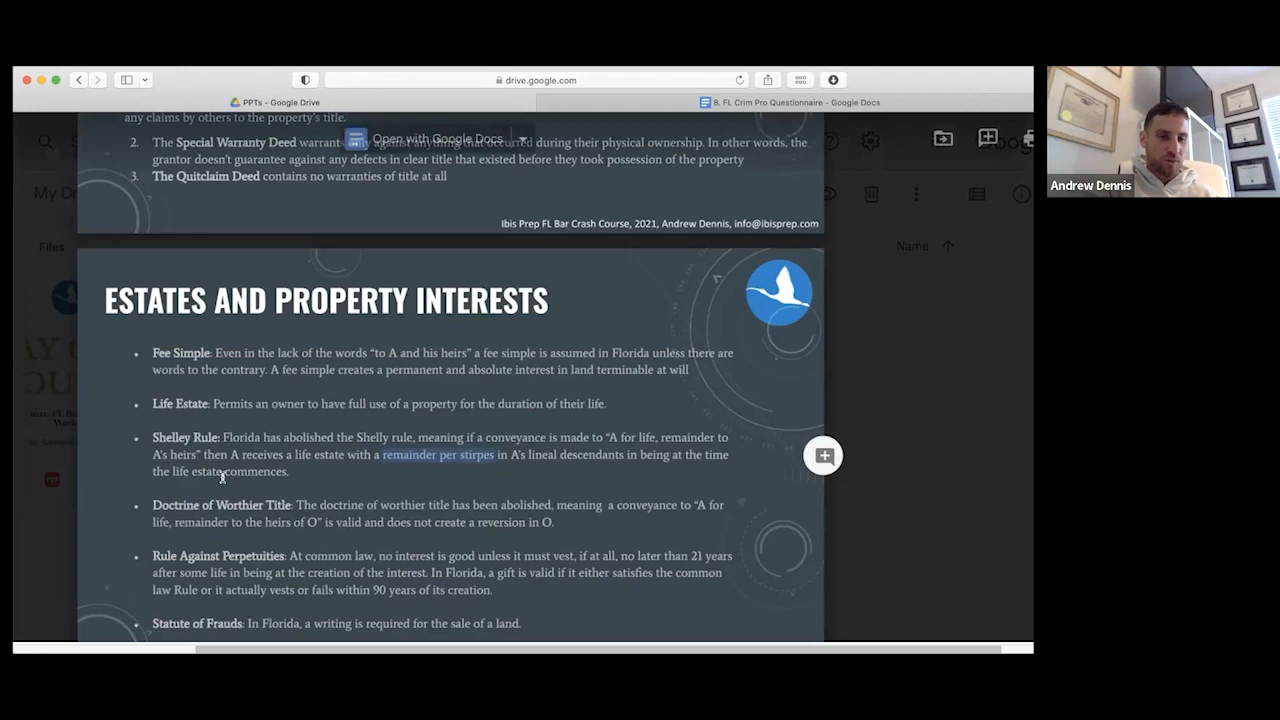 drive.google.com
PPTs - Google Drive
8. FL Crim Pro Questionnaire - Google Docs
any claims by others to the property's title.
Open with Google Docs
2. The Special Warranty Deed warrants only against anything that occurred during their physical ownership. In other words, the
grantor doesn't guarantee against any defects in clear title that existed before they took possession of the property
3. The Quitclaim Deed contains no warranties of title at all
Ibis Prep FL Bar Crash Course, 2021, Andrew Dennis, info@ibisprep.com
My Dr
Files
Name
ESTATES AND PROPERTY INTERESTS
• Fee Simple: Even in the lack of the words “to A and his heirs” a fee simple is assumed in Florida unless there are
words to the contrary. A fee simple creates a permanent and absolute interest in land terminable at will
• Life Estate: Permits an owner to have full use of a property for the duration of their life.
• Shelley Rule: Florida has abolished the Shelly rule, meaning if a conveyance is made to “A for life, remainder to
A's heirs” then A receives a life estate with a remainder per stirpes in A's lineal descendants in being at the time
the life estate commences.
• Doctrine of Worthier Title: The doctrine of worthier title has been abolished, meaning a conveyance to “A for
life, remainder to the heirs of O” is valid and does not create a reversion in O.
• Rule Against Perpetuities: At common law, no interest is good unless it must vest, if at all, no later than 21 years
after some life in being at the creation of the interest. In Florida, a gift is valid if it either satisfies the common
law Rule or it actually vests or fails within 90 years of its creation.
• Statute of Frauds: In Florida, a writing is required for the sale of a land.
Andrew Dennis